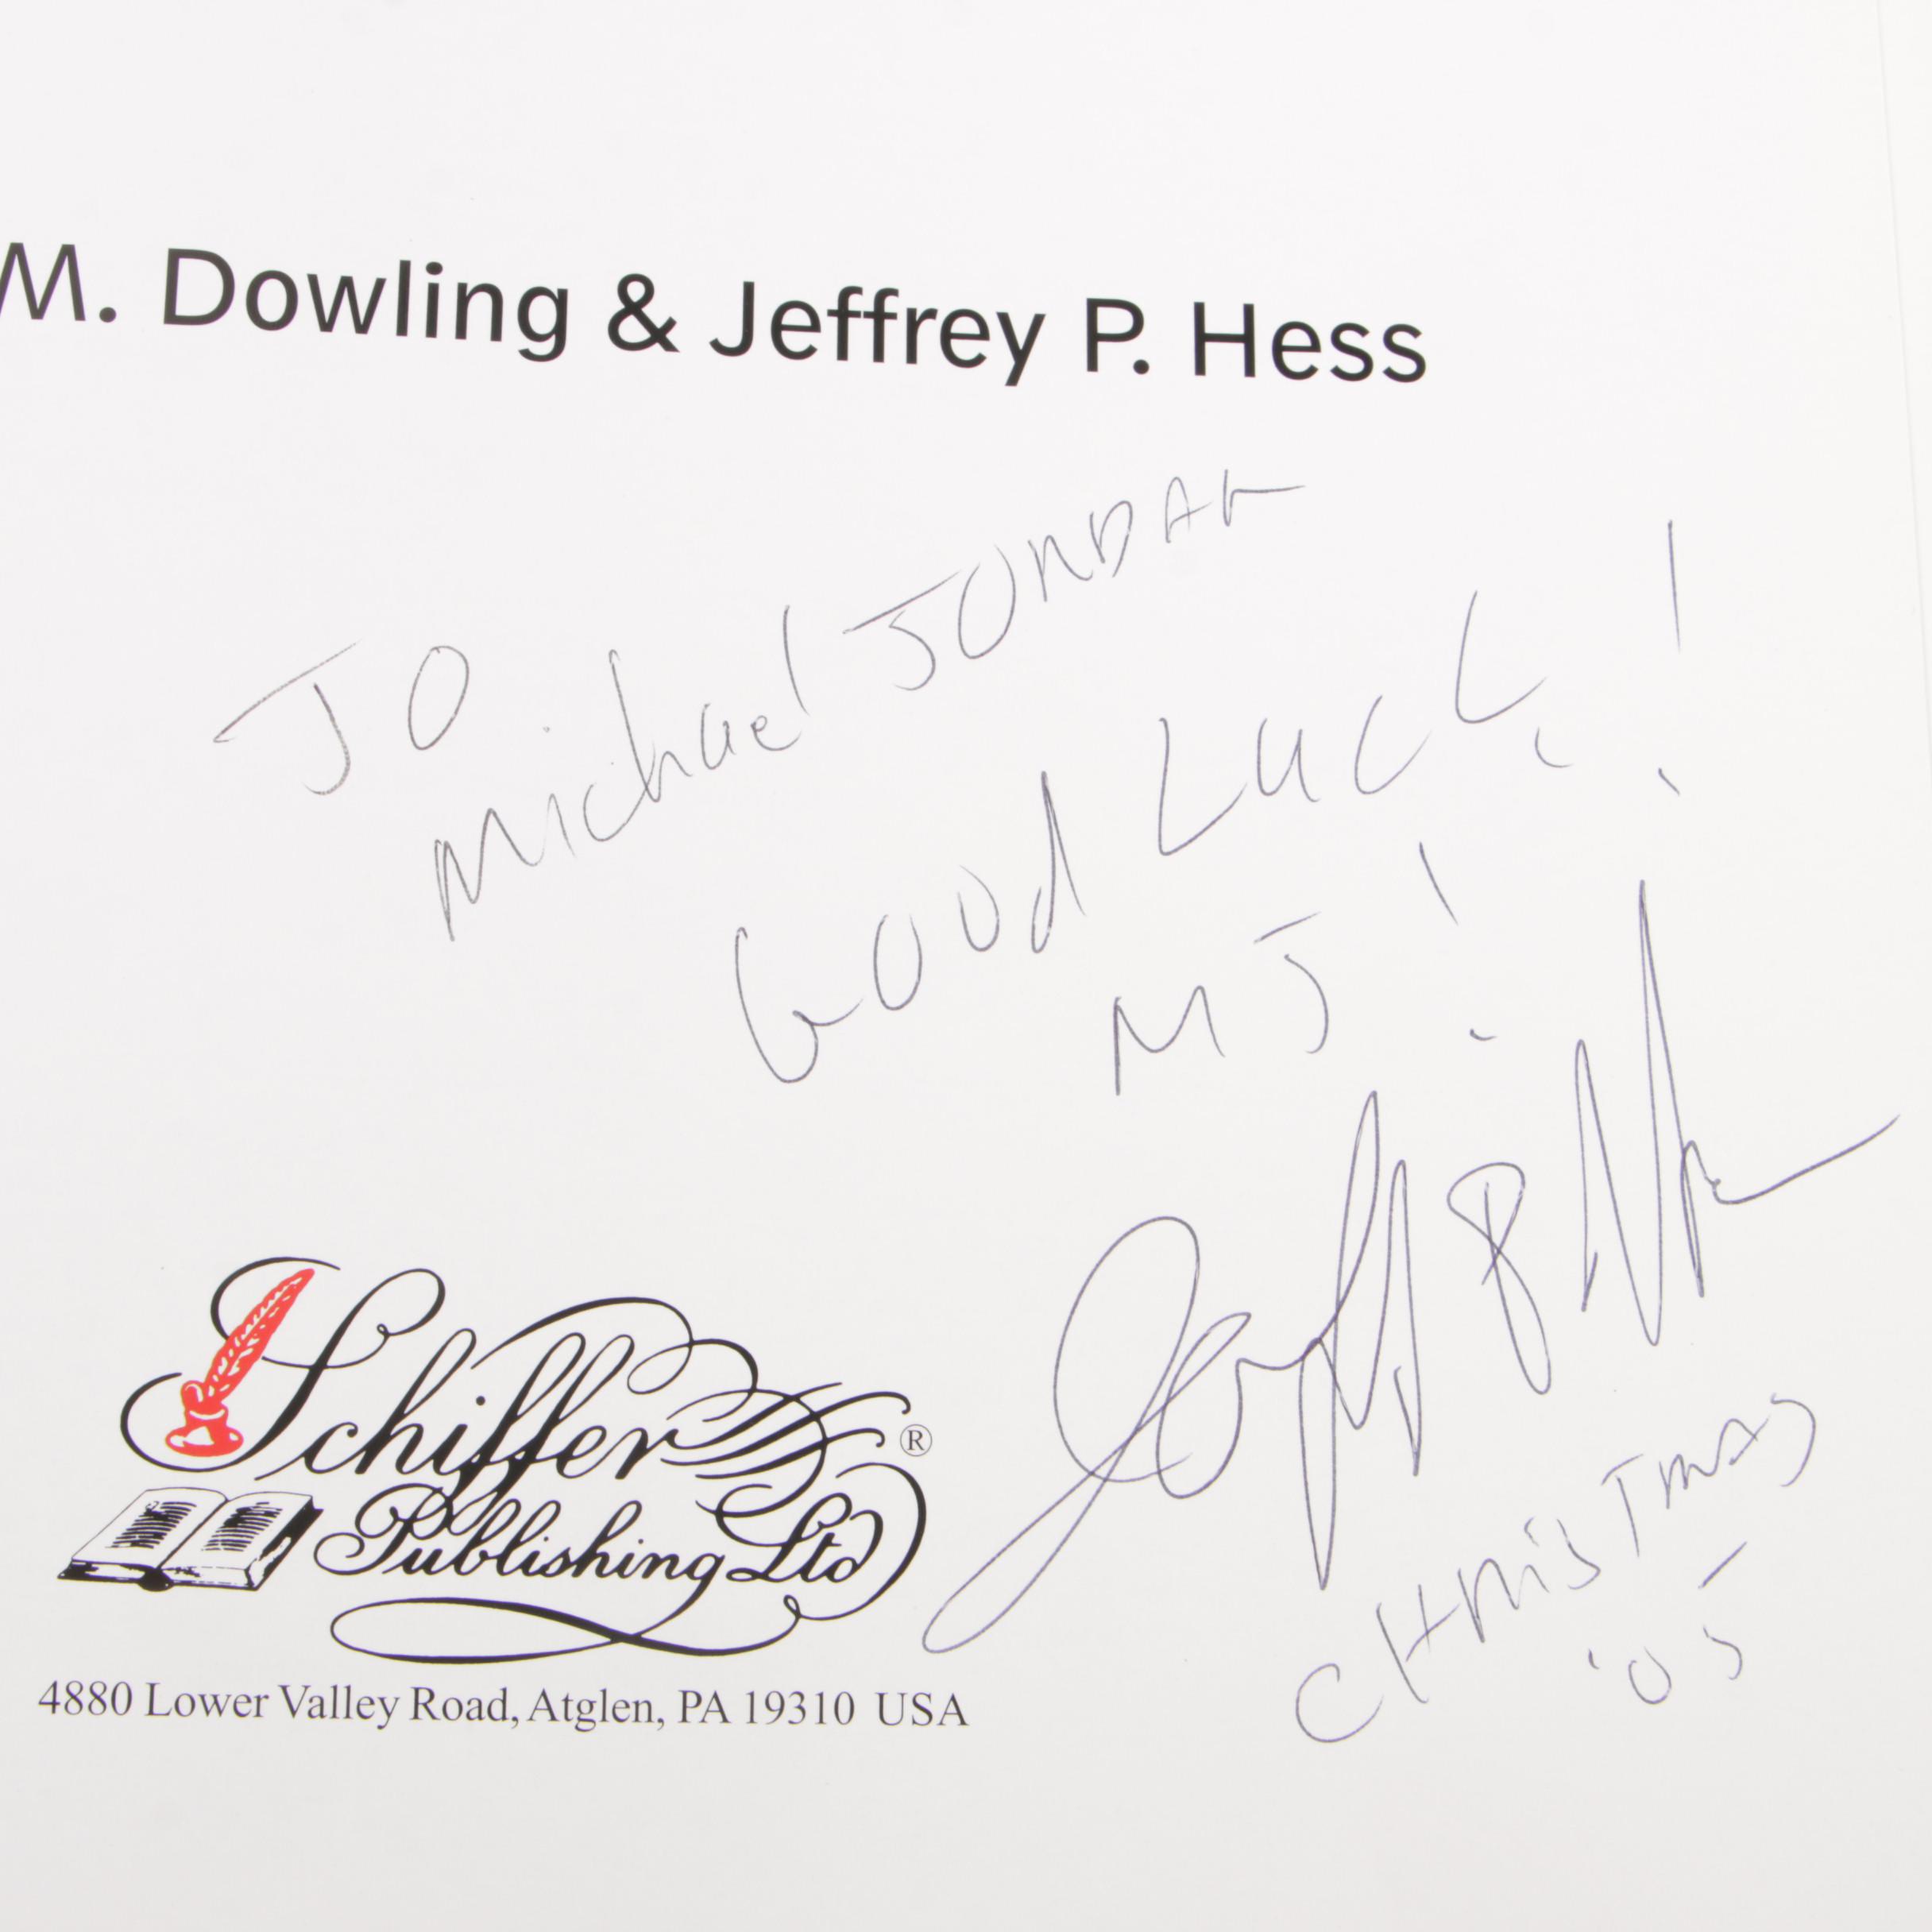 M. Dowling & Jeffrey P. Hess
TO
Michael JORDAN
Good LUCK!
MJ!
Christmas
'05
Schiffer®
Publishing Ltd
4880 Lower Valley Road, Atglen, PA 19310 USA